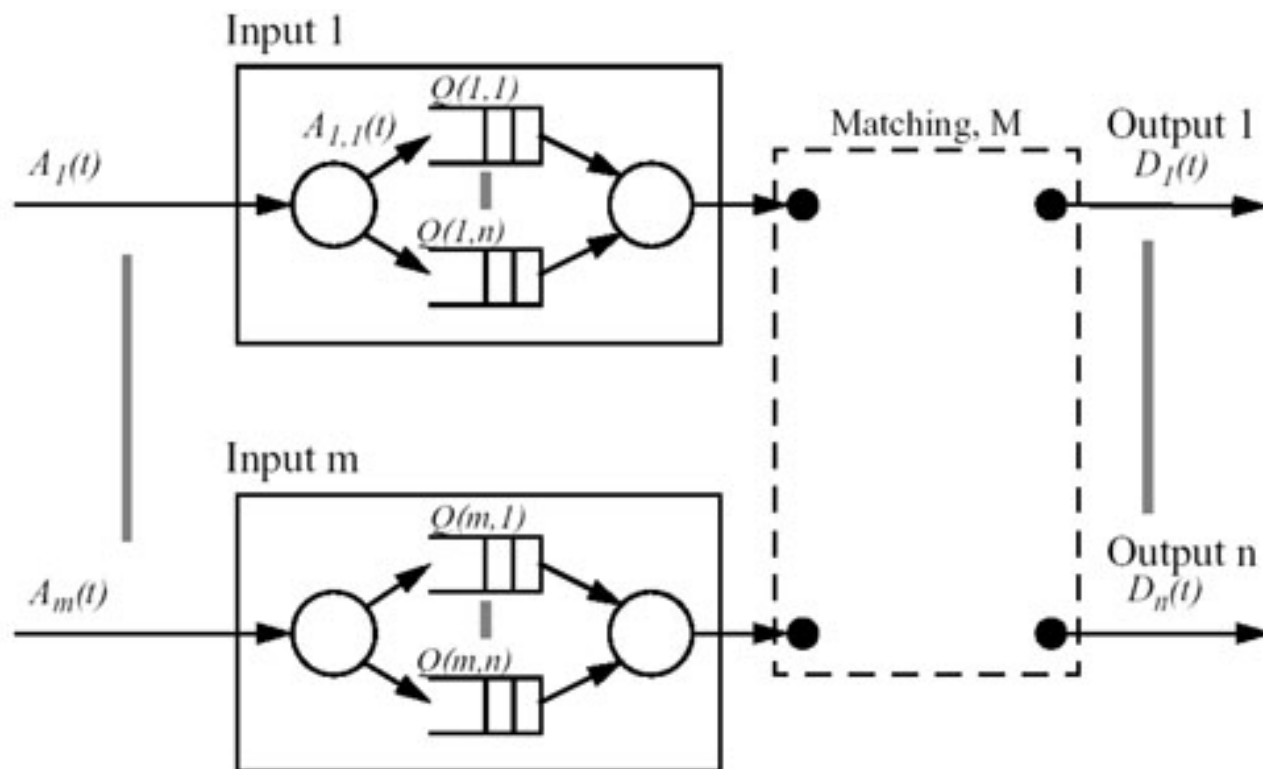 Input 1
Q(1,1)
A1,1(t)
A1(t)
Q(1,n)
Matching, M
Output 1
D1(t)
Input m
Q(m,1)
Am(t)
Q(m,n)
Output n
Dn(t)